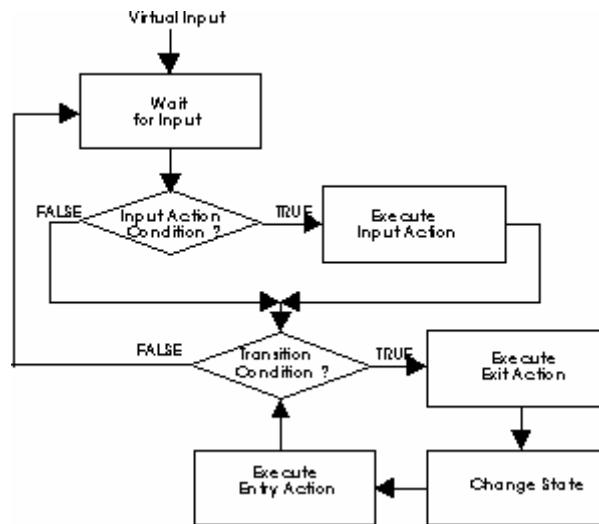 Virtual Input
Wait
for Input
FALSE
Input Action
Condition ?
TRUE
Execute
Input Action
FALSE
Transition
Condition ?
TRUE
Execute
Exit Action
Execute
Entry Action
Change State